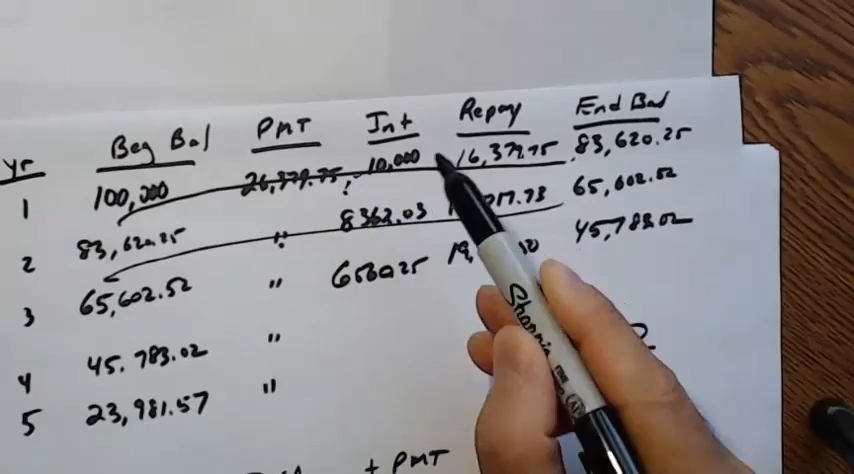 yr Beg Bal PMT Int Repay End Bal
1 100,000 26,379.75 10,000 16,379.75 83,620.25
2 83,620.25 " 8362.03 65,602.52
3 65,602.52 " 6560.25 19, 45,783.02
4 45.783.02 "
5 23,981.57 "
+ PMT
Sharpie